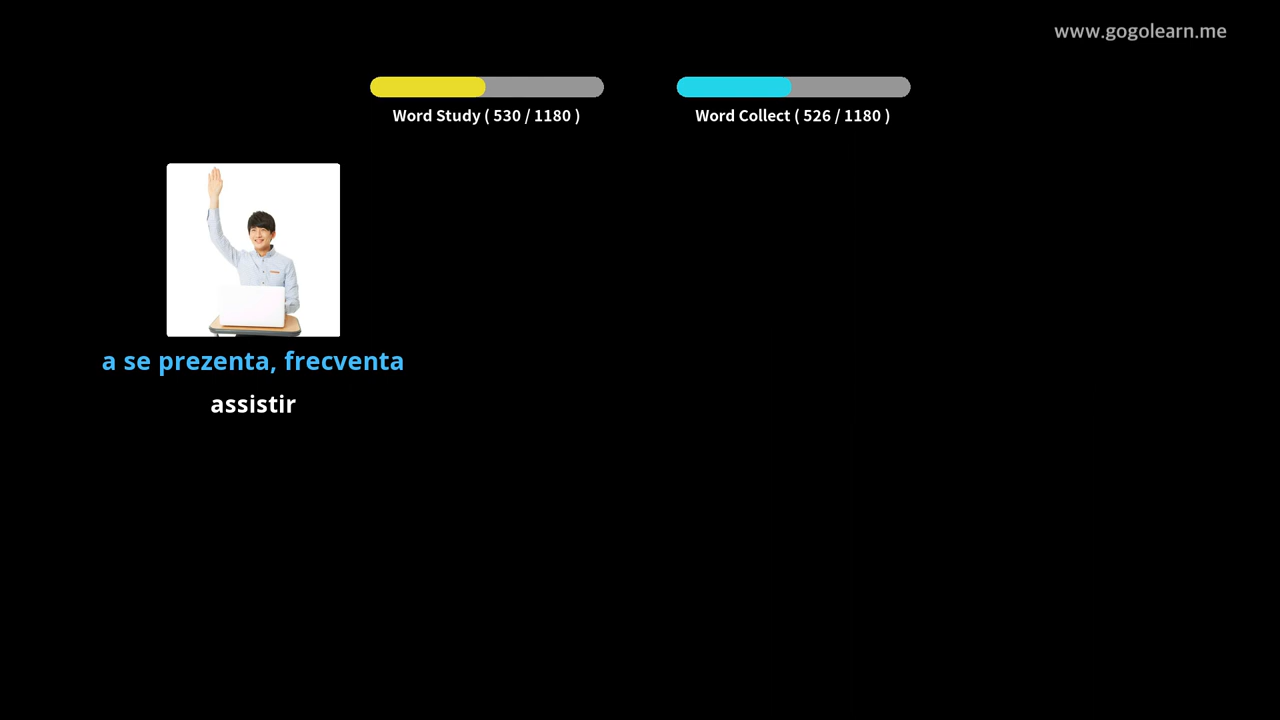 www.gogolearn.me
Word Study ( 530 / 1180 )
Word Collect ( 526 / 1180 )
a se prezenta, frecventa
assistir